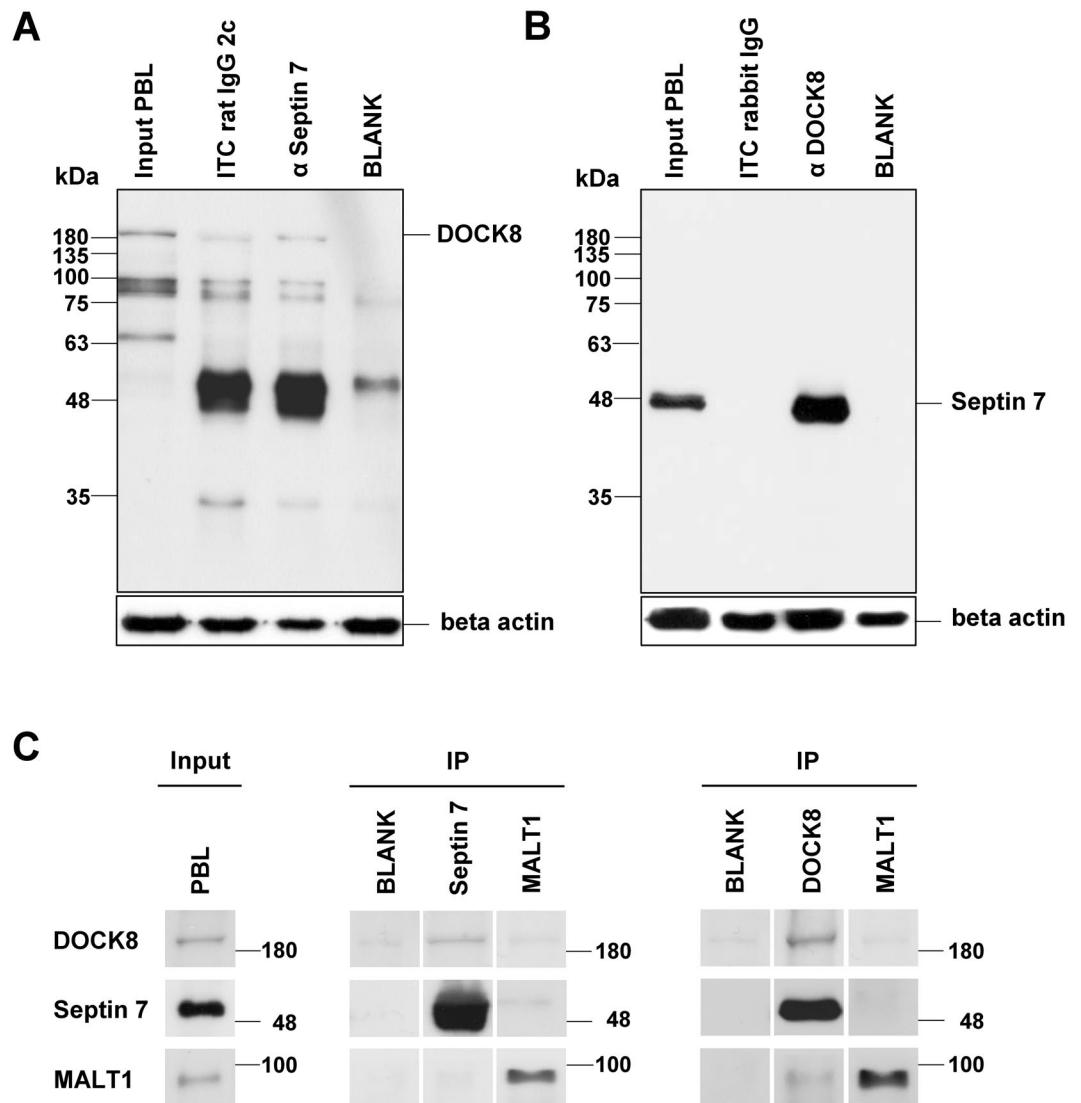 A
Input PBL
ITC rat IgG 2c
α Septin 7
BLANK
kDa
180
135
100
75
63
48
35
DOCK8
beta actin
B
Input PBL
ITC rabbit IgG
α DOCK8
BLANK
kDa
180
135
100
75
63
48
35
Septin 7
beta actin
C
Input
IP
IP
PBL
BLANK
Septin 7
MALT1
BLANK
DOCK8
MALT1
DOCK8
180
180
180
Septin 7
48
48
48
MALT1
100
100
100